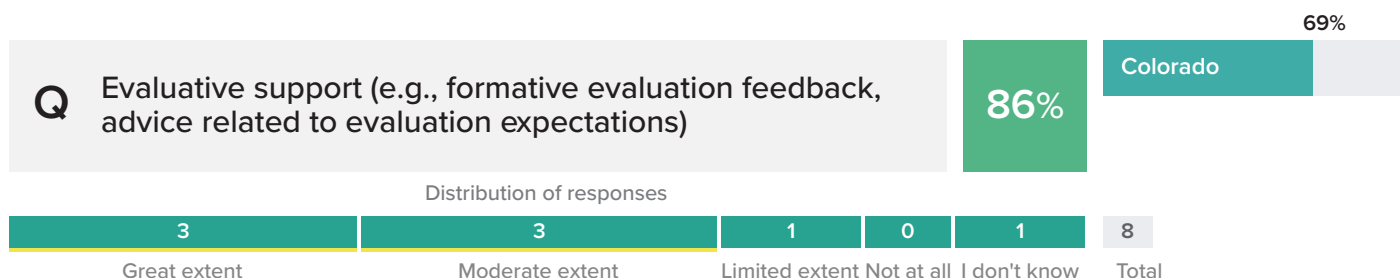 69%
Q Evaluative support (e.g., formative evaluation feedback,
advice related to evaluation expectations)
86%
Colorado
Distribution of responses
3 3 1 0 1 8
Great extent Moderate extent Limited extent Not at all I don't know Total